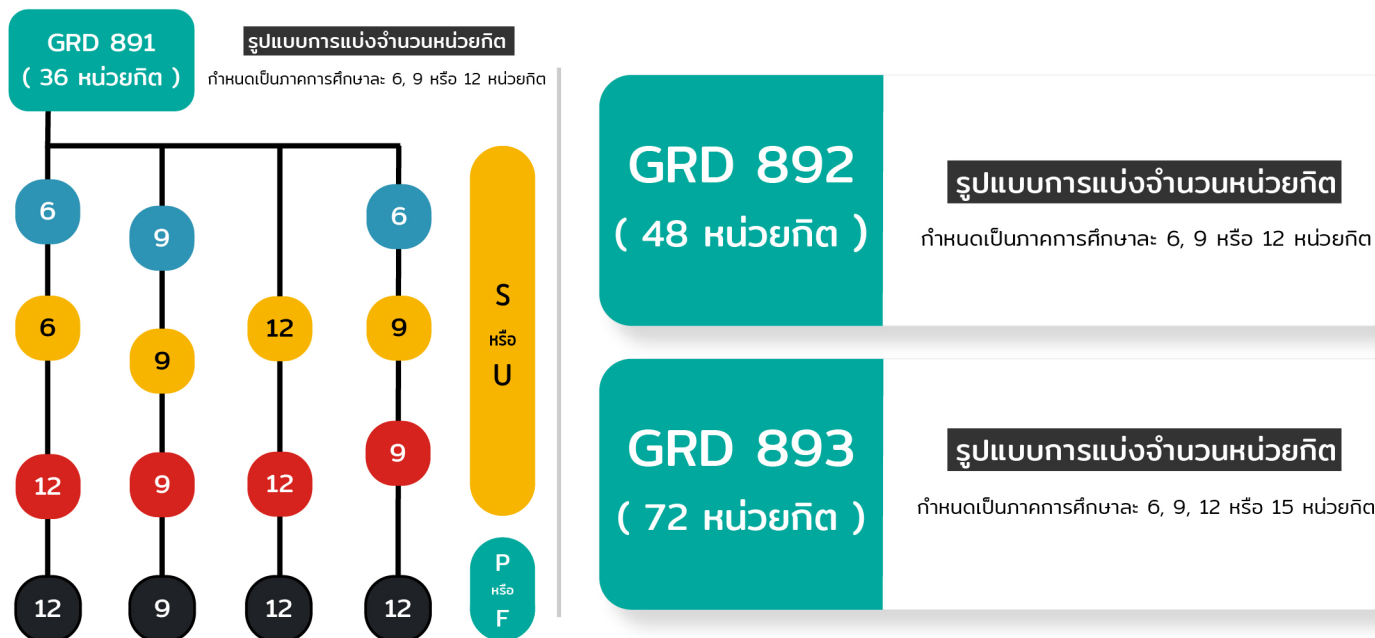 GRD 891
( 36 หน่วยกิต )
รูปแบบการแบ่งจำนวนหน่วยกิต
กำหนดเป็นภาคการศึกษาละ 6, 9 หรือ 12 หน่วยกิต
6
9
6
6
9
12
9
12
9
12
9
12
9
12
12
S
หรือ
U
P
หรือ
F
GRD 892
( 48 หน่วยกิต )
รูปแบบการแบ่งจำนวนหน่วยกิต
กำหนดเป็นภาคการศึกษาละ 6, 9 หรือ 12 หน่วยกิต
GRD 893
( 72 หน่วยกิต )
รูปแบบการแบ่งจำนวนหน่วยกิต
กำหนดเป็นภาคการศึกษาละ 6, 9, 12 หรือ 15 หน่วยกิต